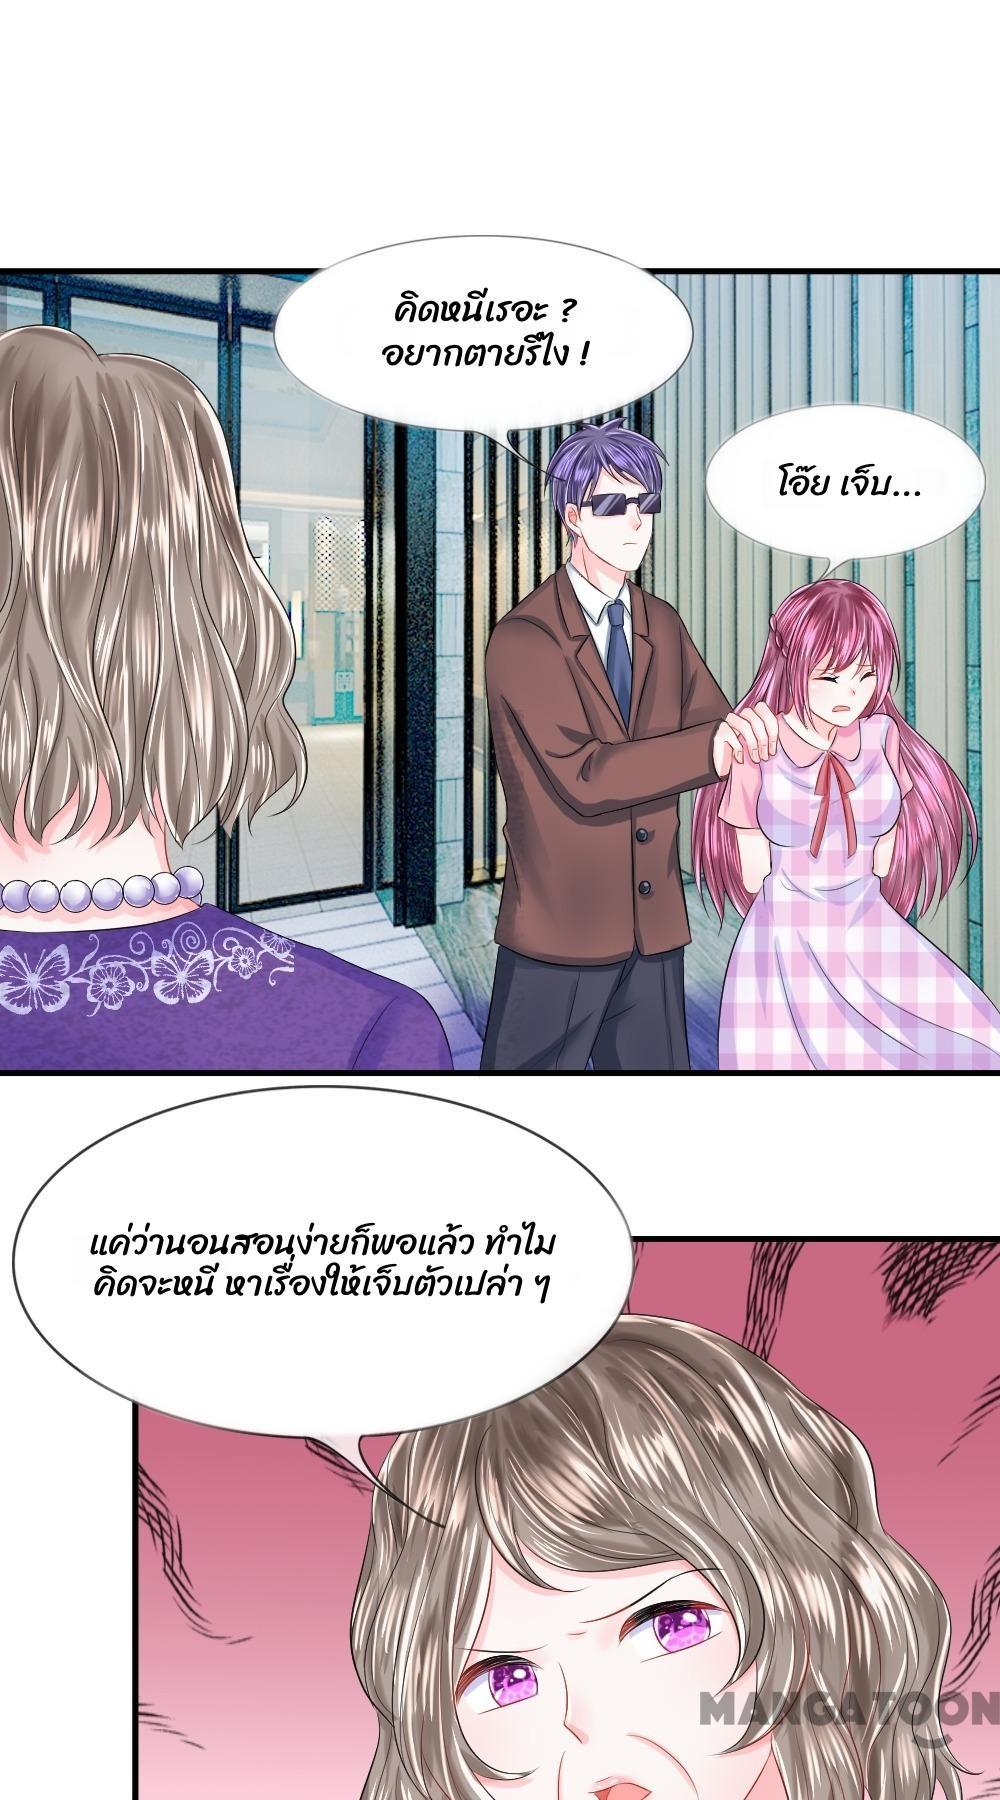 คิดหนีเรอะ ?
อยากตายรึไง !
โอ๊ย เจ็บ...
แค่ว่านอนสอนง่ายก็พอแล้ว ทำไม
คิดจะหนี หาเรื่องให้เจ็บตัวเปล่า ๆ
MANGATOON